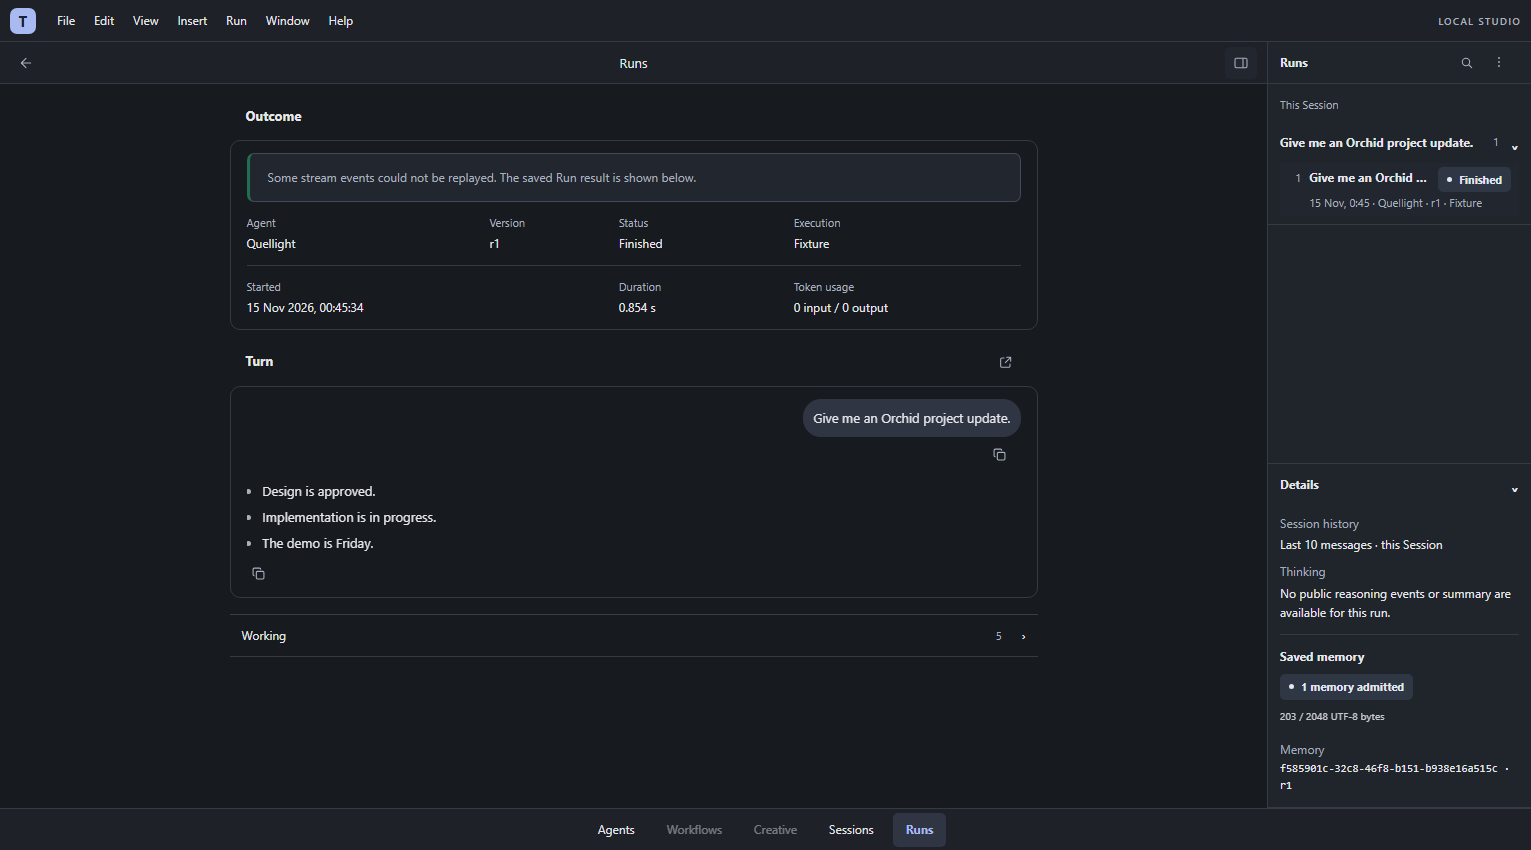 T File Edit View Insert Run Window Help LOCAL STUDIO
Runs
Outcome
Some stream events could not be replayed. The saved Run result is shown below.
Agent Version Status Execution
Quellight r1 Finished Fixture
Started Duration Token usage
15 Nov 2026, 00:45:34 0.854 s 0 input / 0 output
Turn
Give me an Orchid project update.
Design is approved.
Implementation is in progress.
The demo is Friday.
Working 5
Runs
This Session
Give me an Orchid project update. 1
1 Give me an Orchid ... Finished
15 Nov, 0:45 · Quellight · r1 · Fixture
Details
Session history
Last 10 messages · this Session
Thinking
No public reasoning events or summary are
available for this run.
Saved memory
1 memory admitted
203 / 2048 UTF-8 bytes
Memory
f585901c-32c8-46f8-b151-b938e16a515c ·
r1
Agents Workflows Creative Sessions Runs